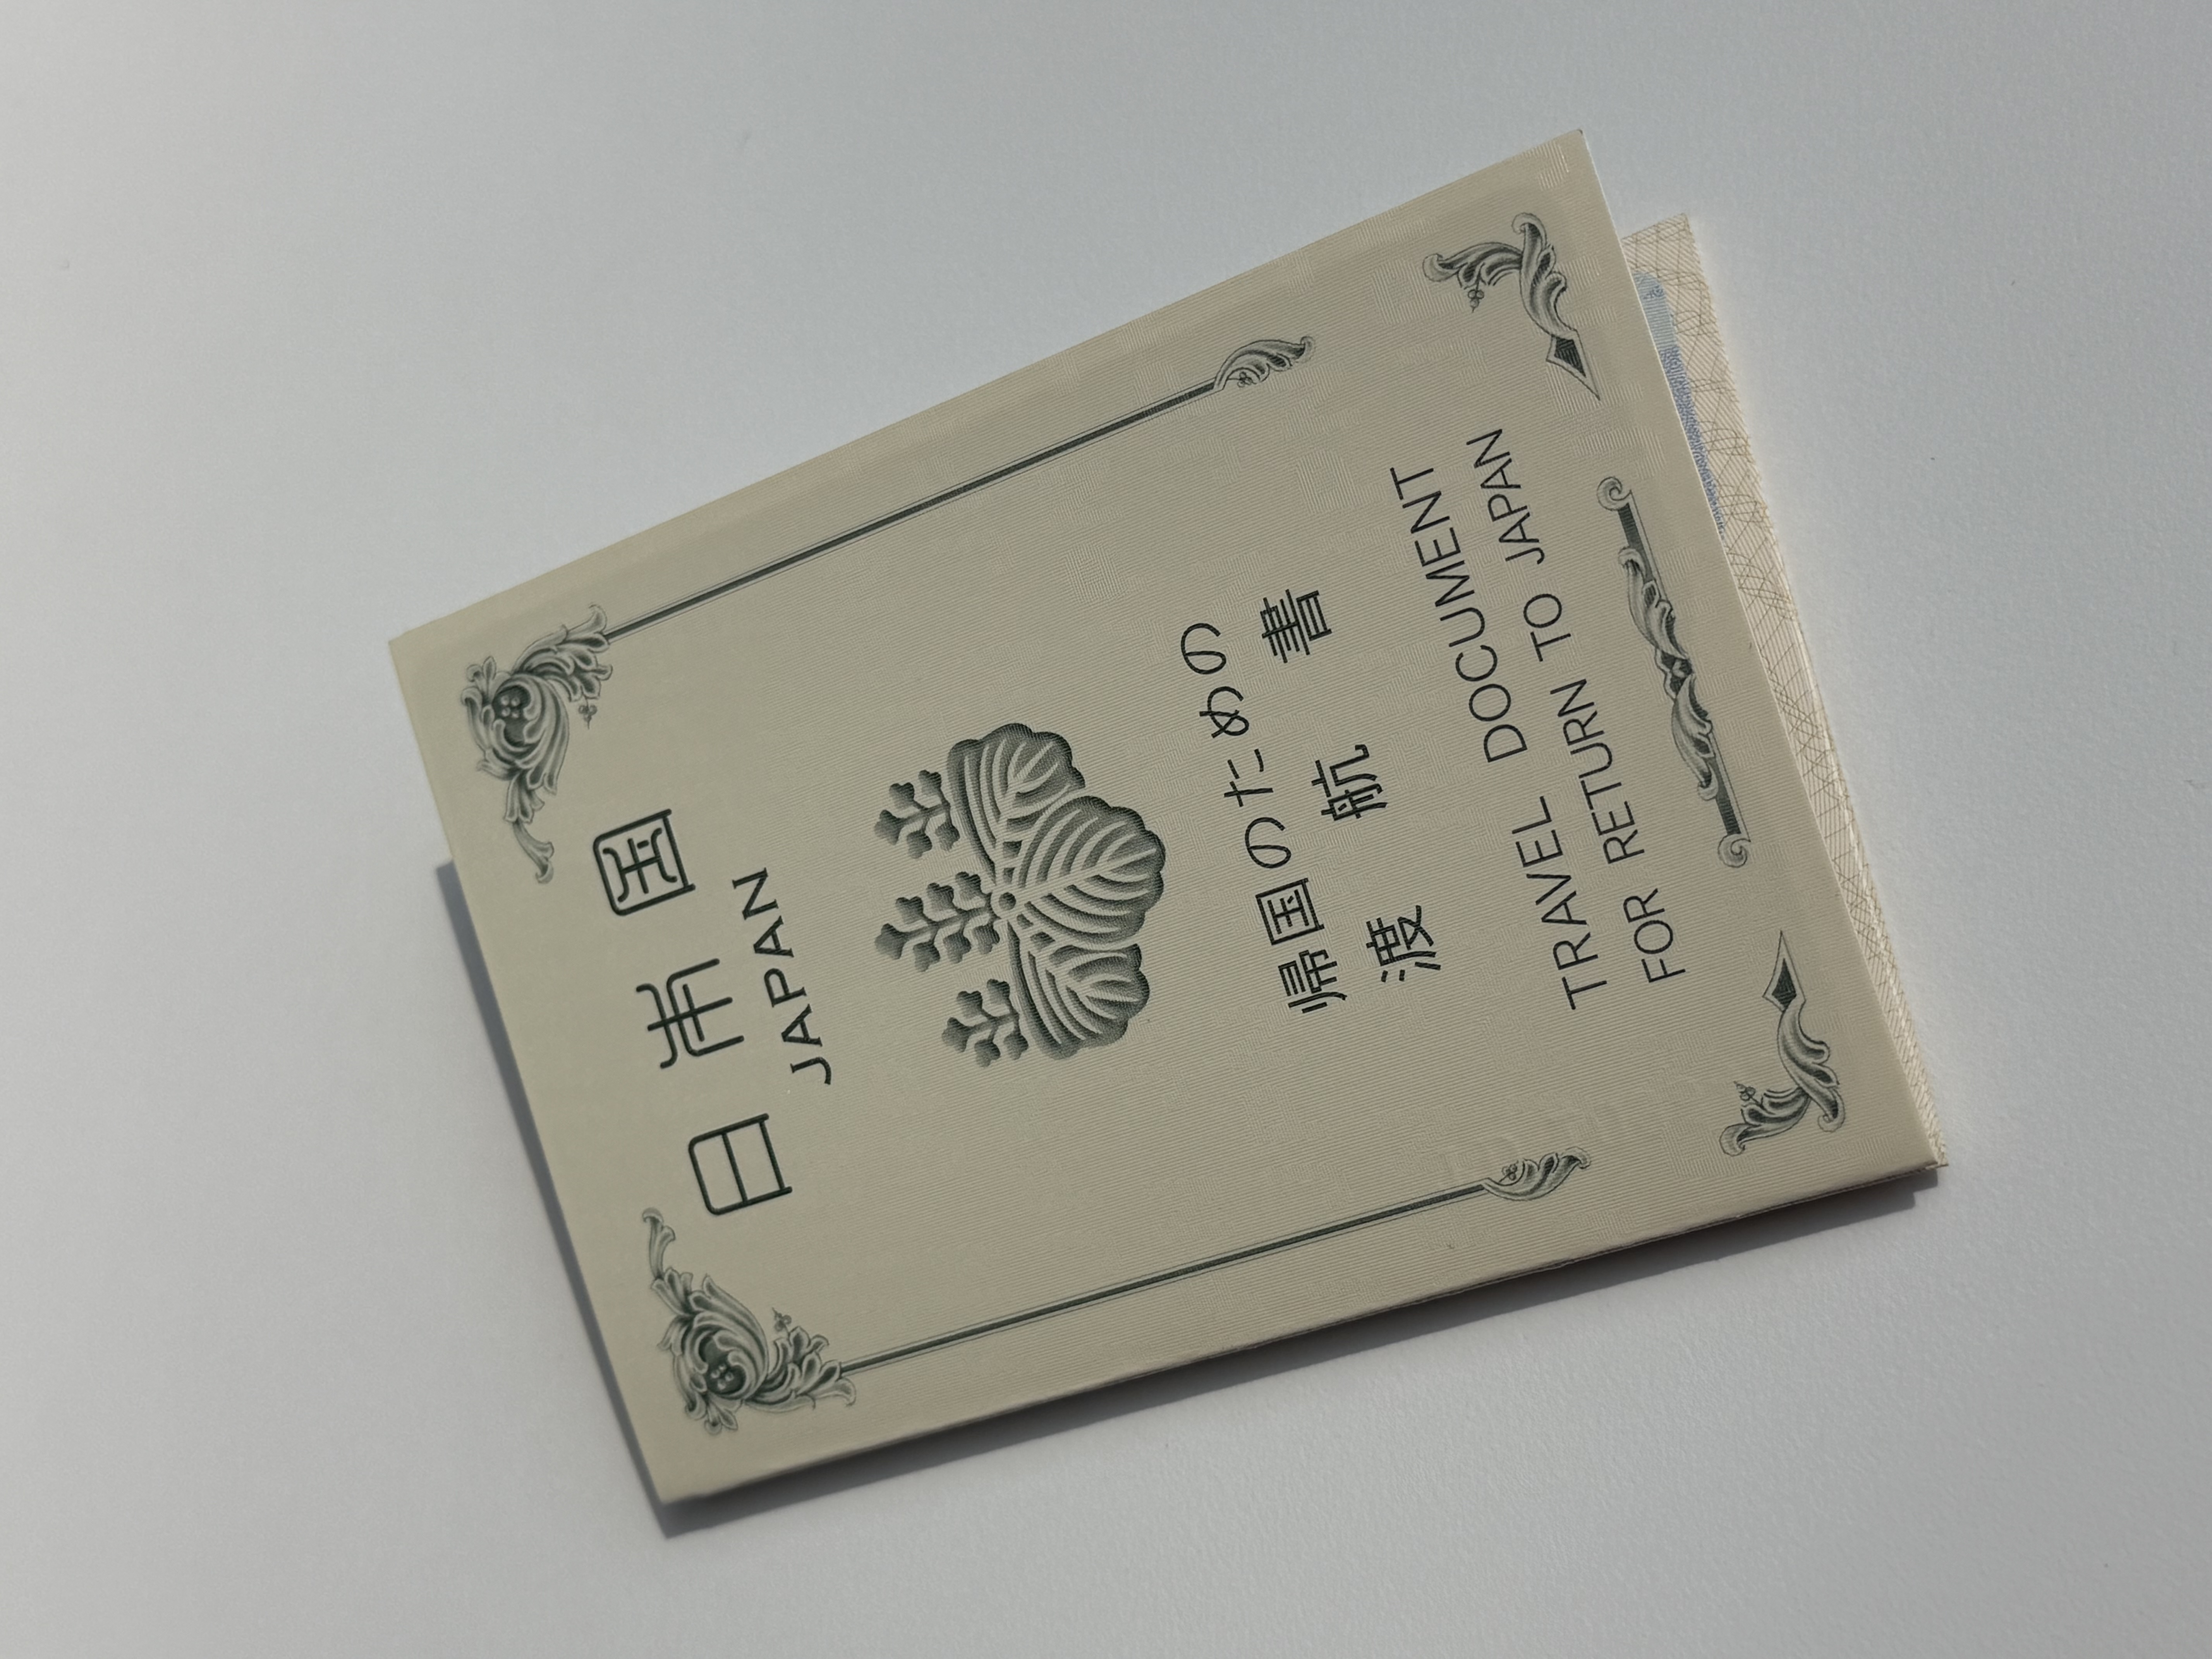 日本国
JAPAN
帰国のための
渡航書
TRAVEL DOCUMENT
FOR RETURN TO JAPAN